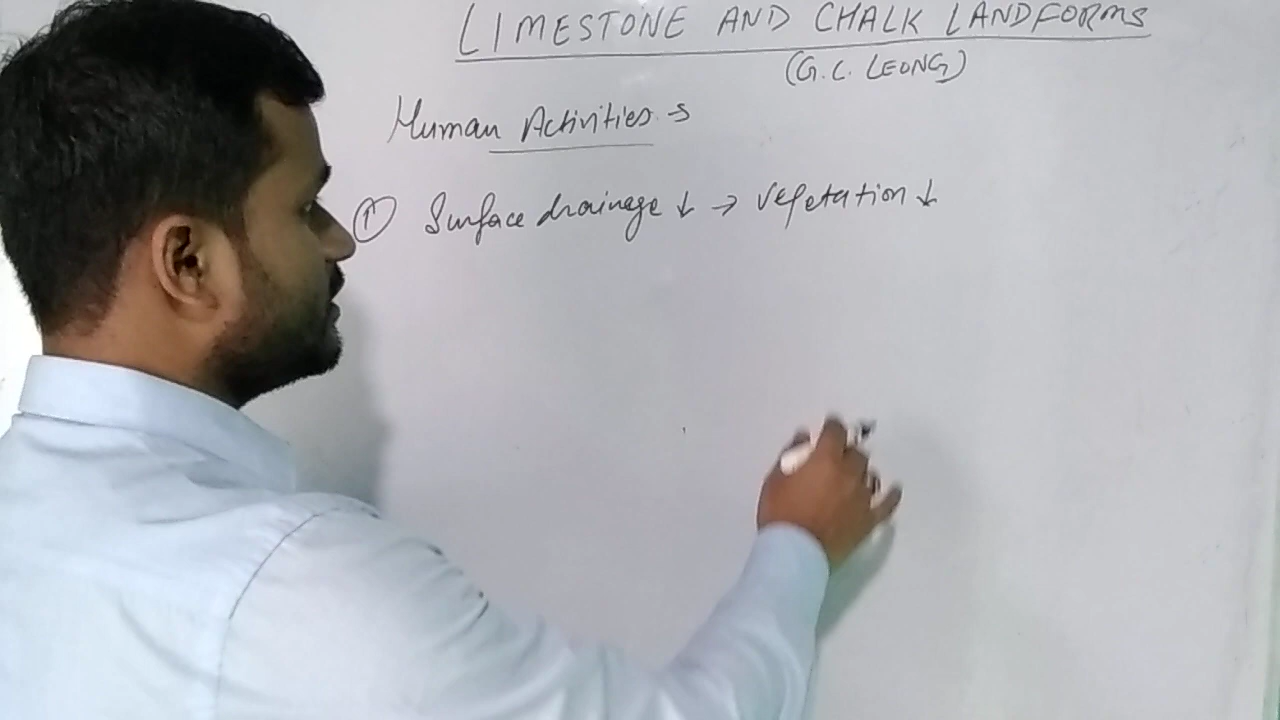 LIMESTONE AND CHALK LANDFORMS
(G.C. LEONG)
Human Activities →
① Surface drainage ↓ → vegetation ↓